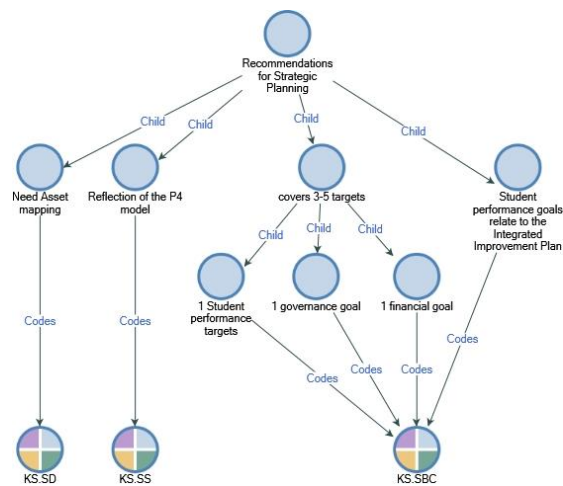 Recommendations
for Strategic
Planning
Child
Child
Child
Child
Need Asset
mapping
Reflection of the P4
model
covers 3-5 targets
Student
performance goals
relate to the
Integrated
Improvement Plan
Child
Child
Child
1 Student
performance
targets
1 governance goal
1 financial goal
Codes
Codes
Codes
Codes
Codes
Codes
KS.SD
KS.SS
KS.SBC